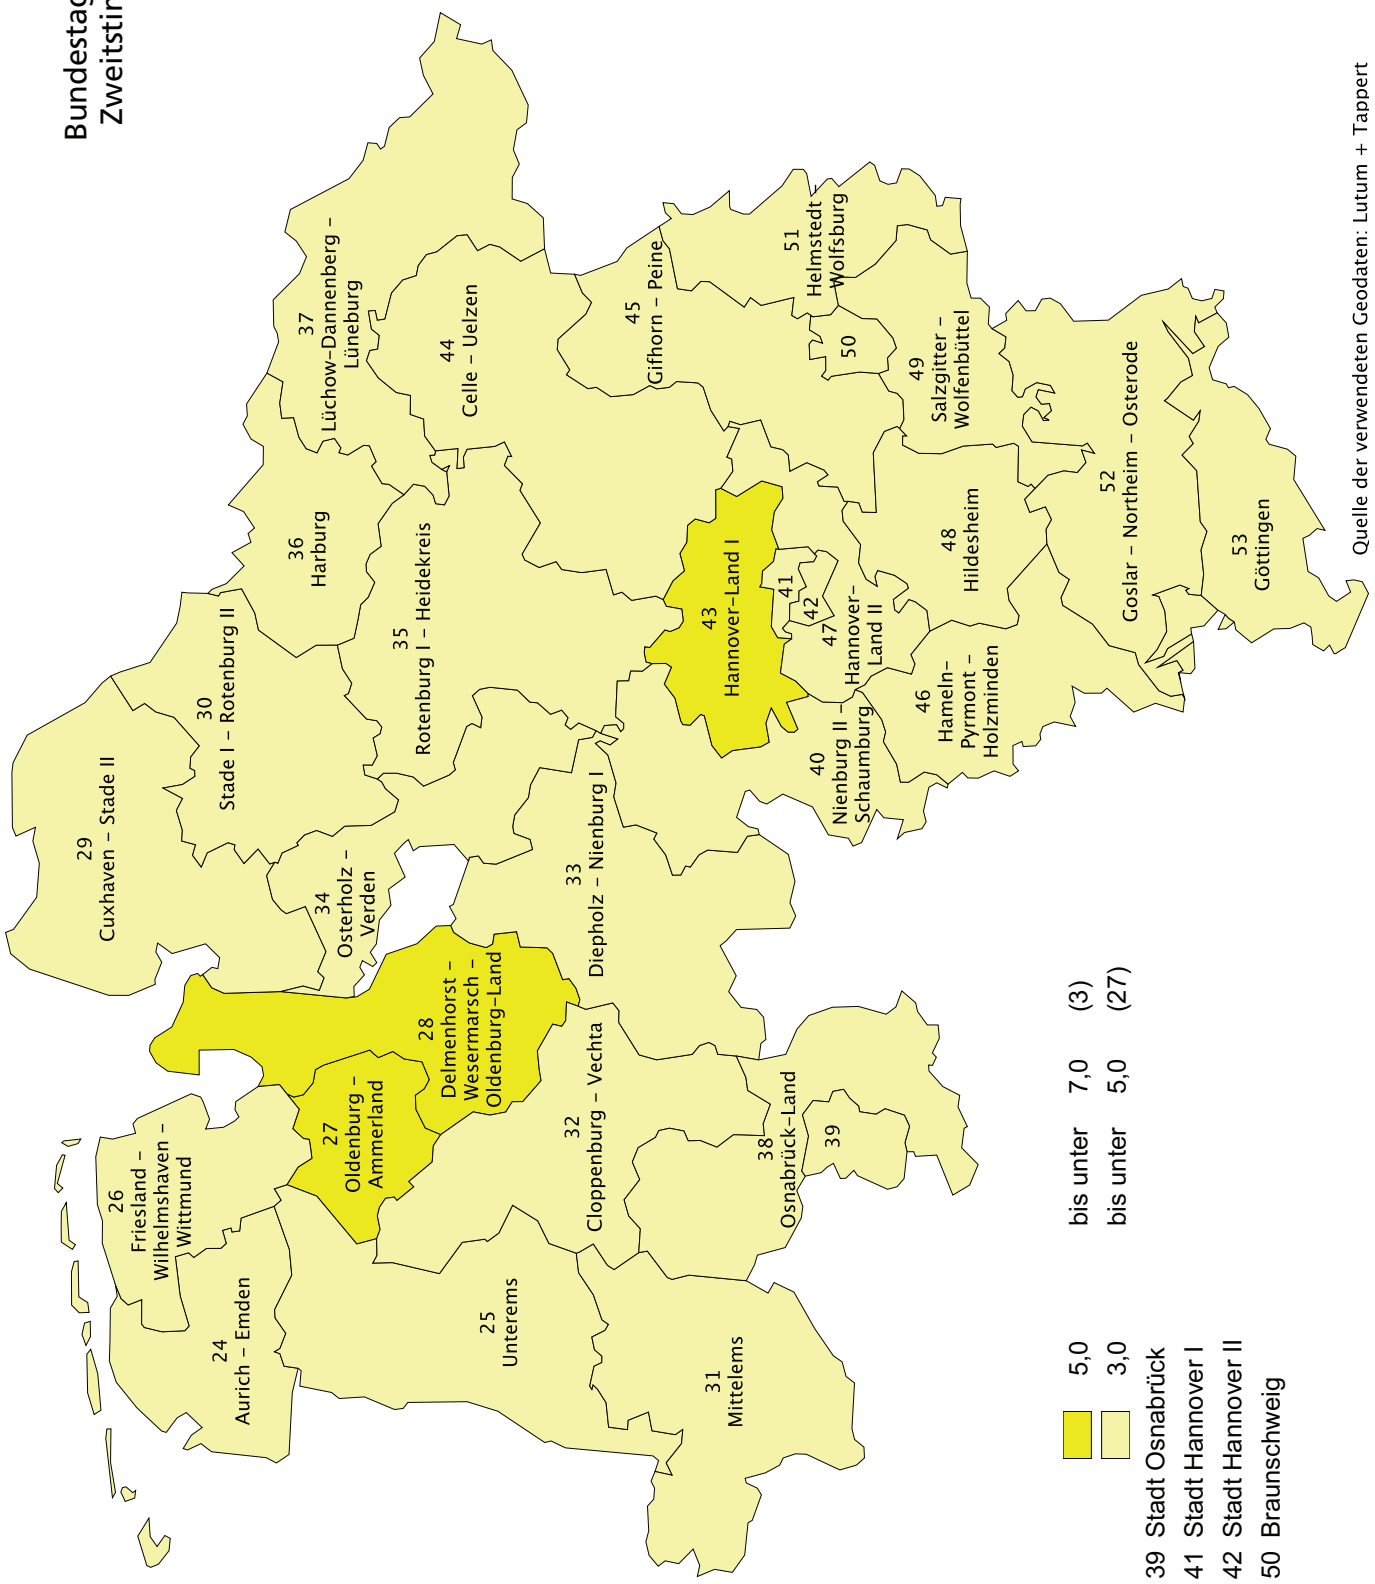 Bundestag
Zweitstin
24
Aurich – Emden
25
Unterems
26
Friesland –
Wilhelmshaven –
Wittmund
27
Oldenburg –
Ammerland
28
Delmenhorst –
Wesermarsch –
Oldenburg–Land
29
Cuxhaven – Stade II
30
Stade I – Rotenburg II
31
Mittelems
32
Cloppenburg – Vechta
33
Diepholz – Nienburg I
34
Osterholz –
Verden
35
Rotenburg I – Heidekreis
36
Harburg
37
Lüchow–Dannenberg –
Lüneburg
38
Osnabrück–Land
39
40
Nienburg II –
Schaumburg
41
42
43
Hannover–Land I
44
Celle – Uelzen
45
Gifhorn – Peine
46
Hameln–
Pyrmont –
Holzminden
47
Hannover–
Land II
48
Hildesheim
49
Salzgitter –
Wolfenbüttel
50
51
Helmstedt –
Wolfsburg
52
Goslar – Northeim – Osterode
53
Göttingen
5,0 bis unter 7,0 (3)
3,0 bis unter 5,0 (27)
39 Stadt Osnabrück
41 Stadt Hannover I
42 Stadt Hannover II
50 Braunschweig
Quelle der verwendeten Geodaten: Lutum + Tappert